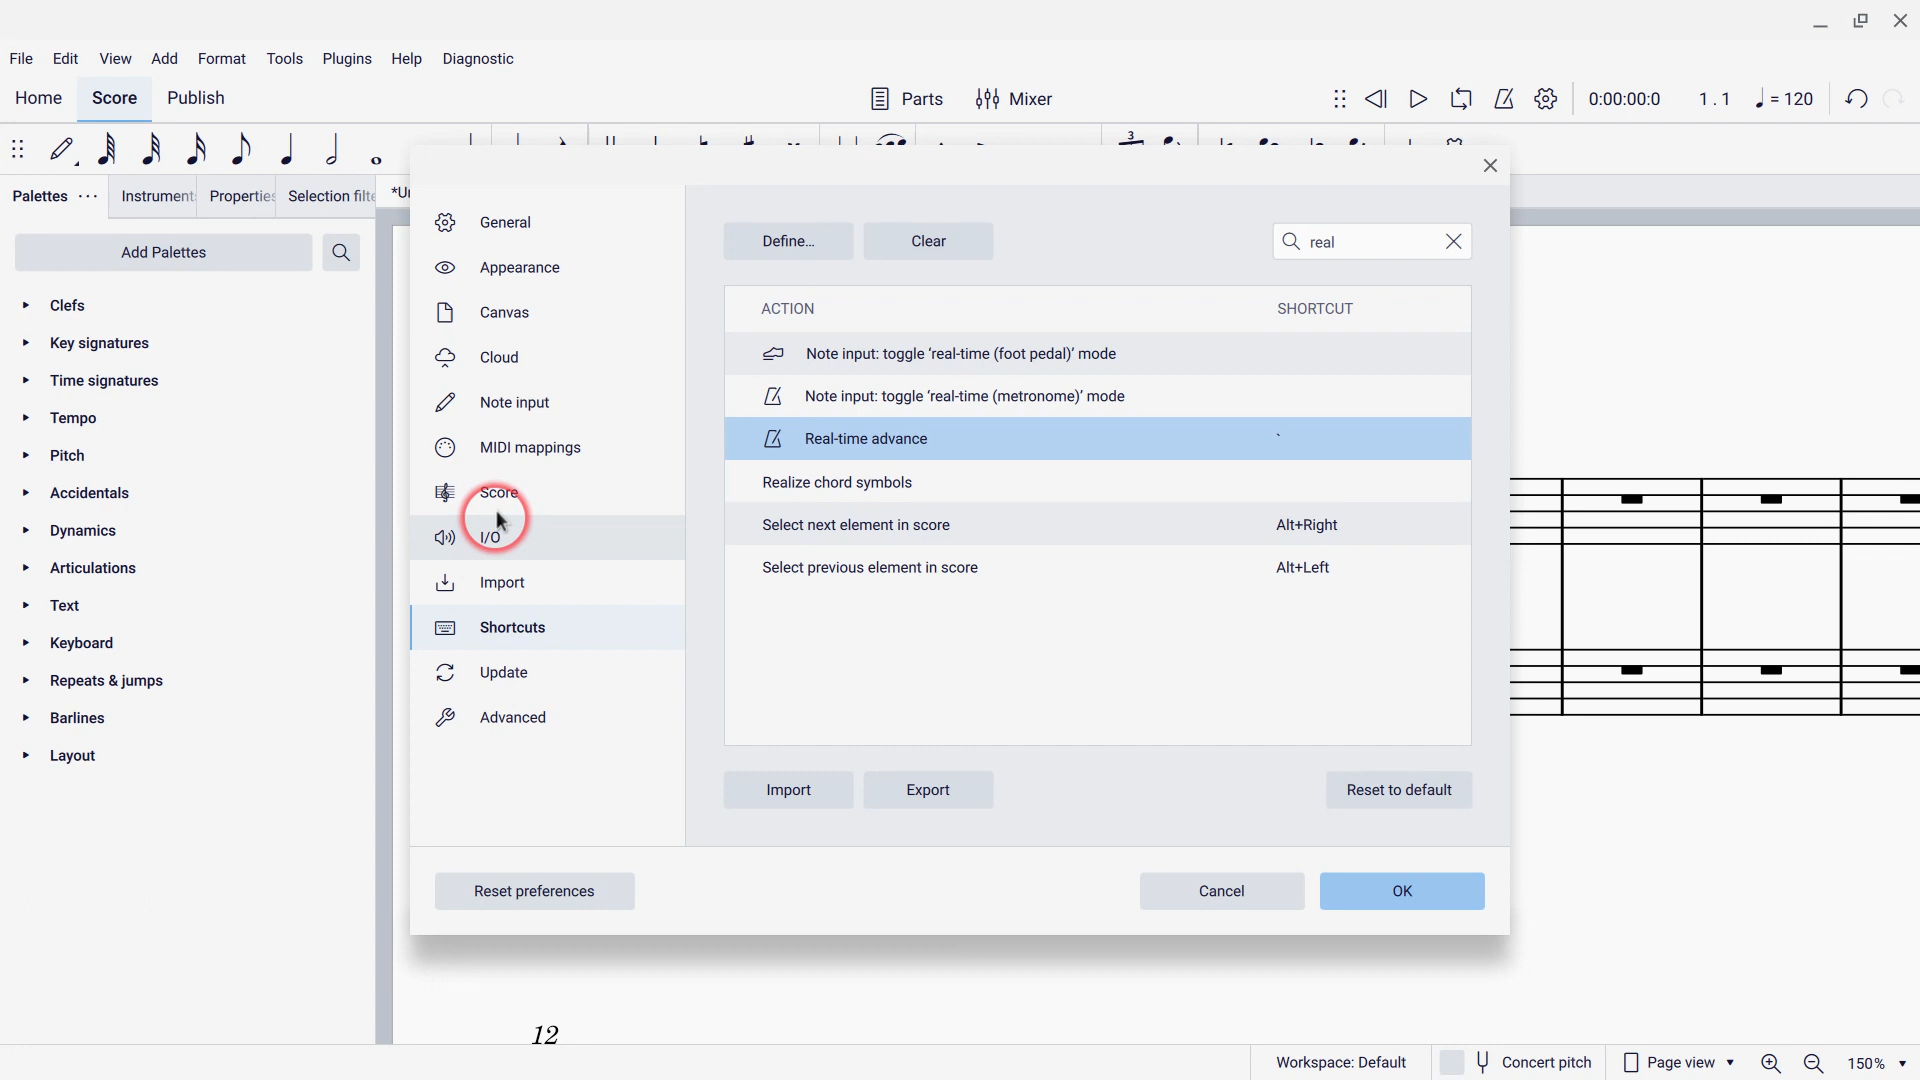 File Edit View Add Format Tools Plugins Help Diagnostic
Home Score Publish Parts Mixer 0:00:00:0 1 . 1 = 120
3
Palettes ··· Instrument Properties Selection filte *U
Add Palettes
Clefs
Key signatures
Time signatures
Tempo
Pitch
Accidentals
Dynamics
Articulations
Text
Keyboard
Repeats & jumps
Barlines
Layout
General
Appearance
Canvas
Cloud
Note input
MIDI mappings
Score
I/O
Import
Shortcuts
Update
Advanced
Define... Clear real
ACTION SHORTCUT
Note input: toggle ‘real-time (foot pedal)’ mode
Note input: toggle ‘real-time (metronome)’ mode
Real-time advance `
Realize chord symbols
Select next element in score Alt+Right
Select previous element in score Alt+Left
Import Export Reset to default
Reset preferences Cancel OK
12
Workspace: Default Concert pitch Page view 150%